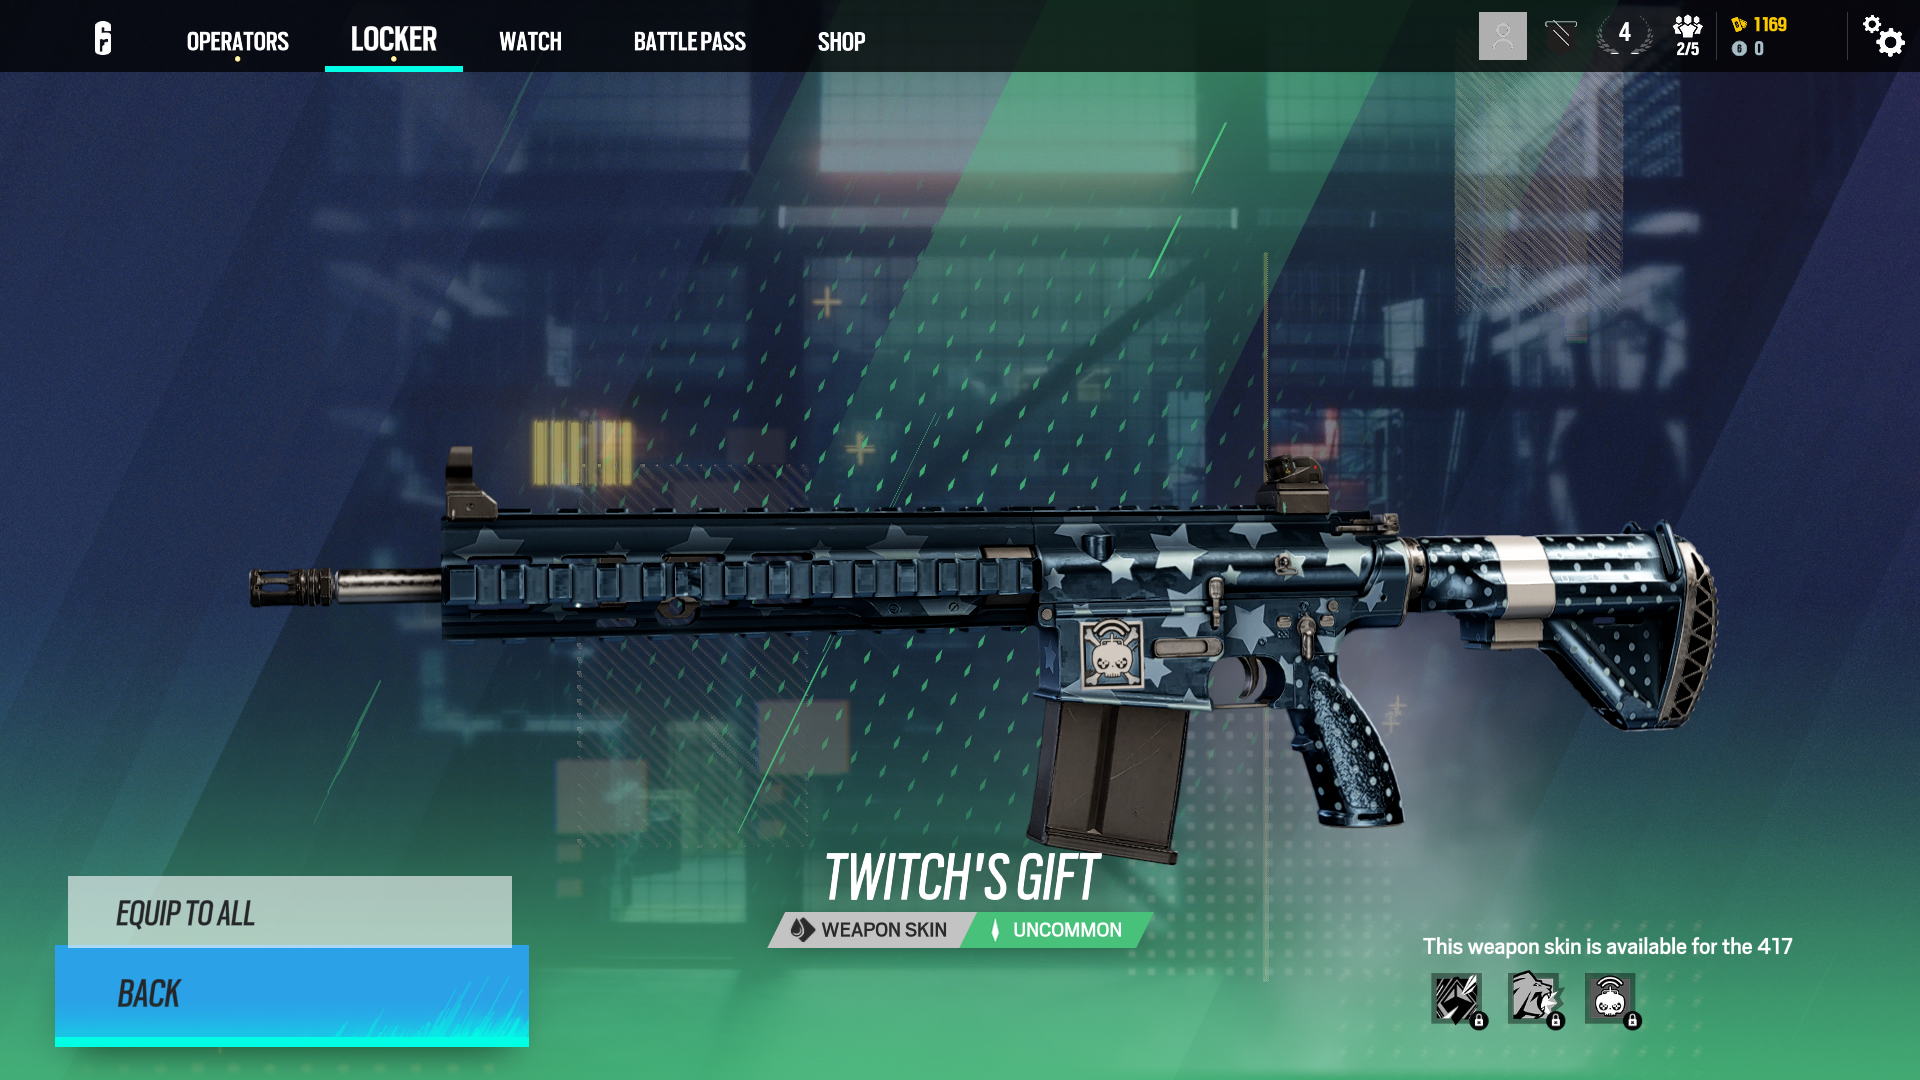 OPERATORS
LOCKER
WATCH
BATTLE PASS
SHOP
4
2/5
1169
0
TWITCH'S GIFT
WEAPON SKIN
UNCOMMON
EQUIP TO ALL
BACK
This weapon skin is available for the 417